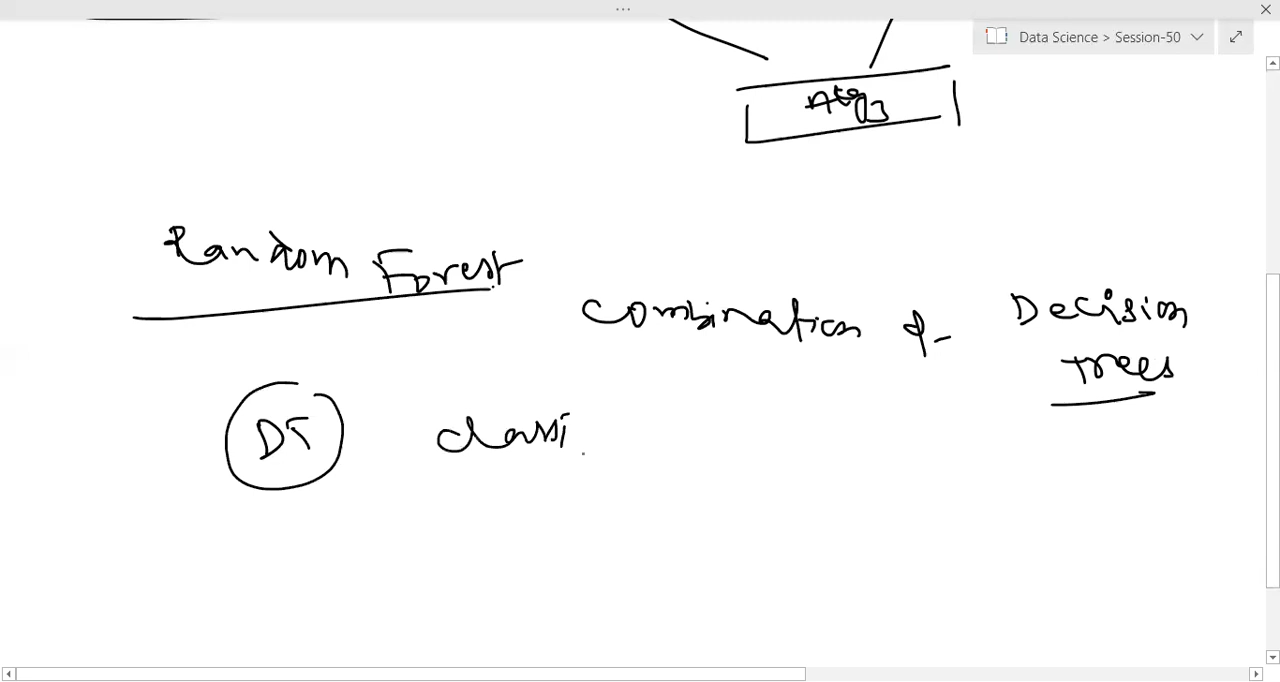 Data Science > Session-50
Random Forest
Combination of Decision
trees
DT classi